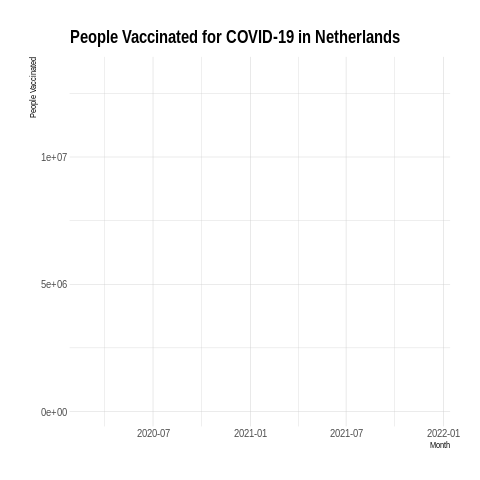 People Vaccinated for COVID-19 in Netherlands
People Vaccinated
1e+07
5e+06
0e+00
2020-07 2021-01 2021-07 2022-01
Month